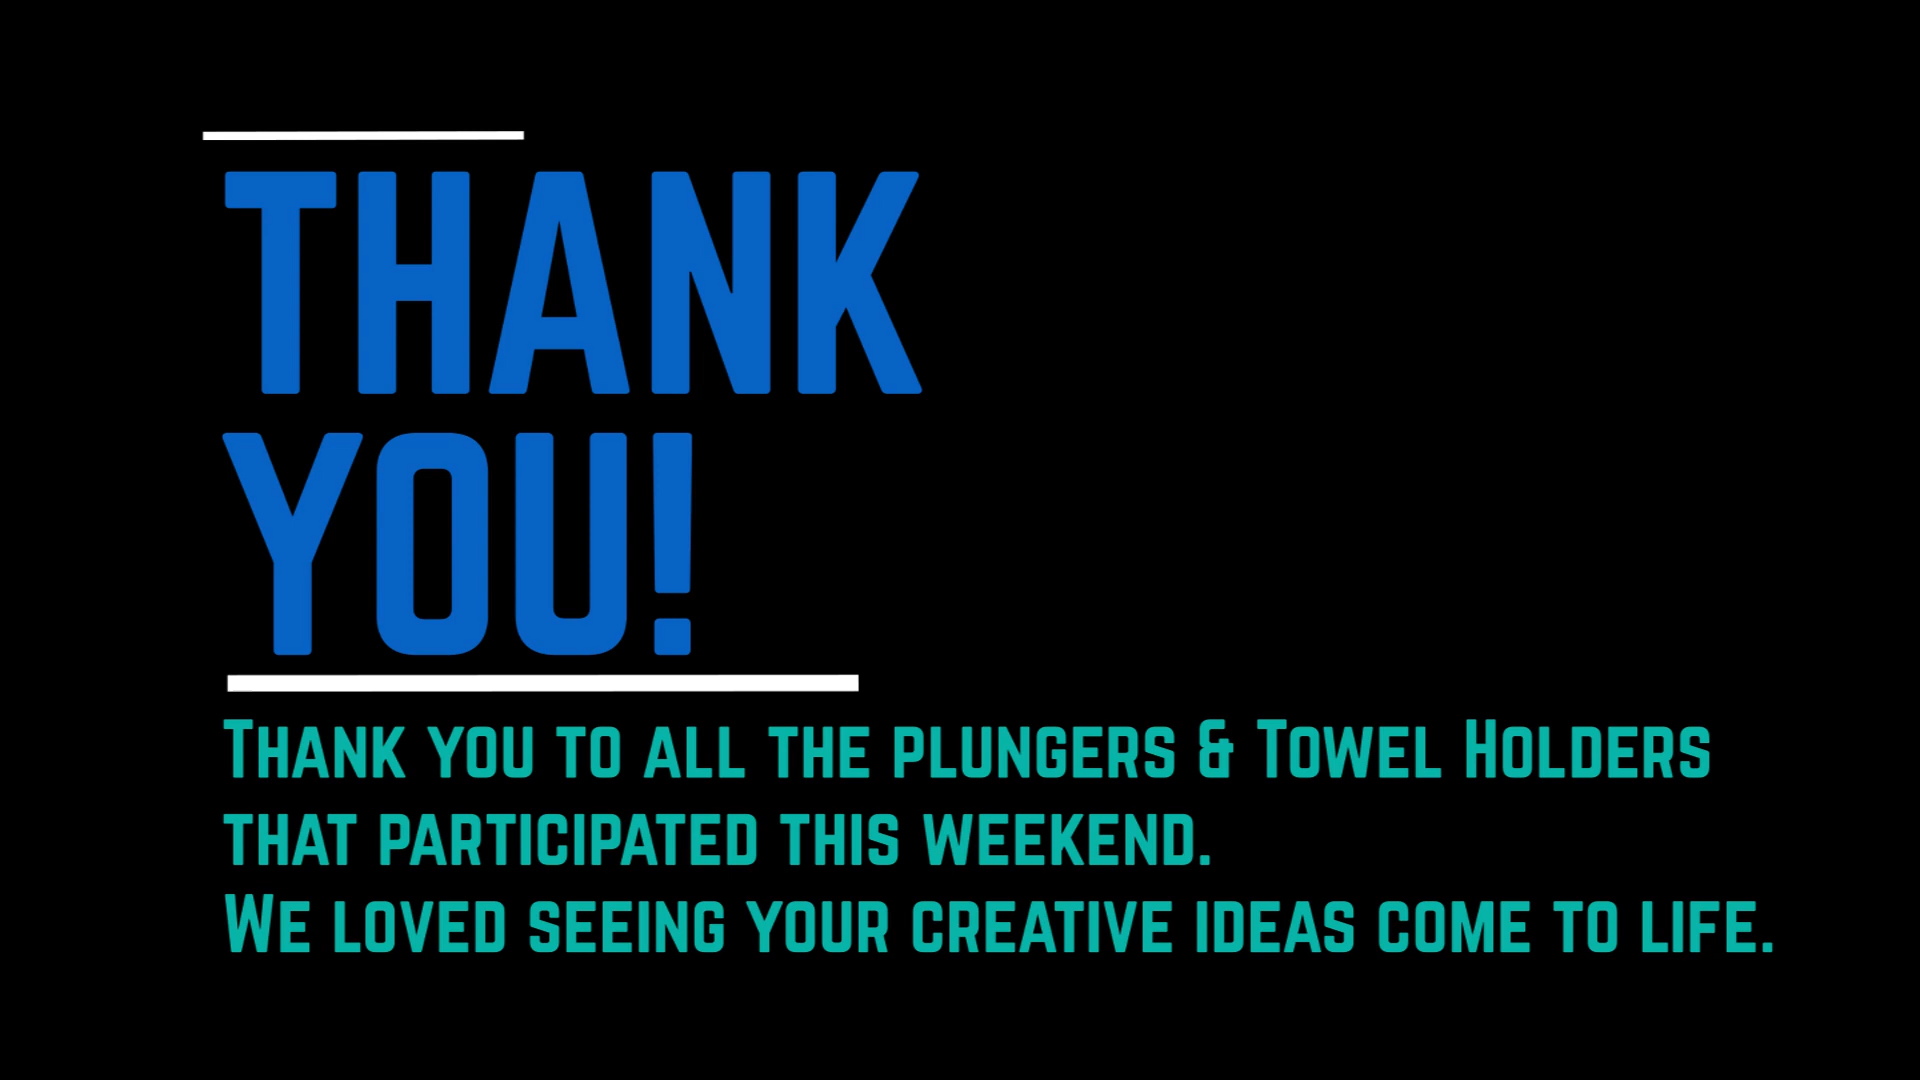 THANK
YOU!
Thank you to all the plungers & Towel Holders
that participated this weekend.
We loved seeing your creative ideas come to life.